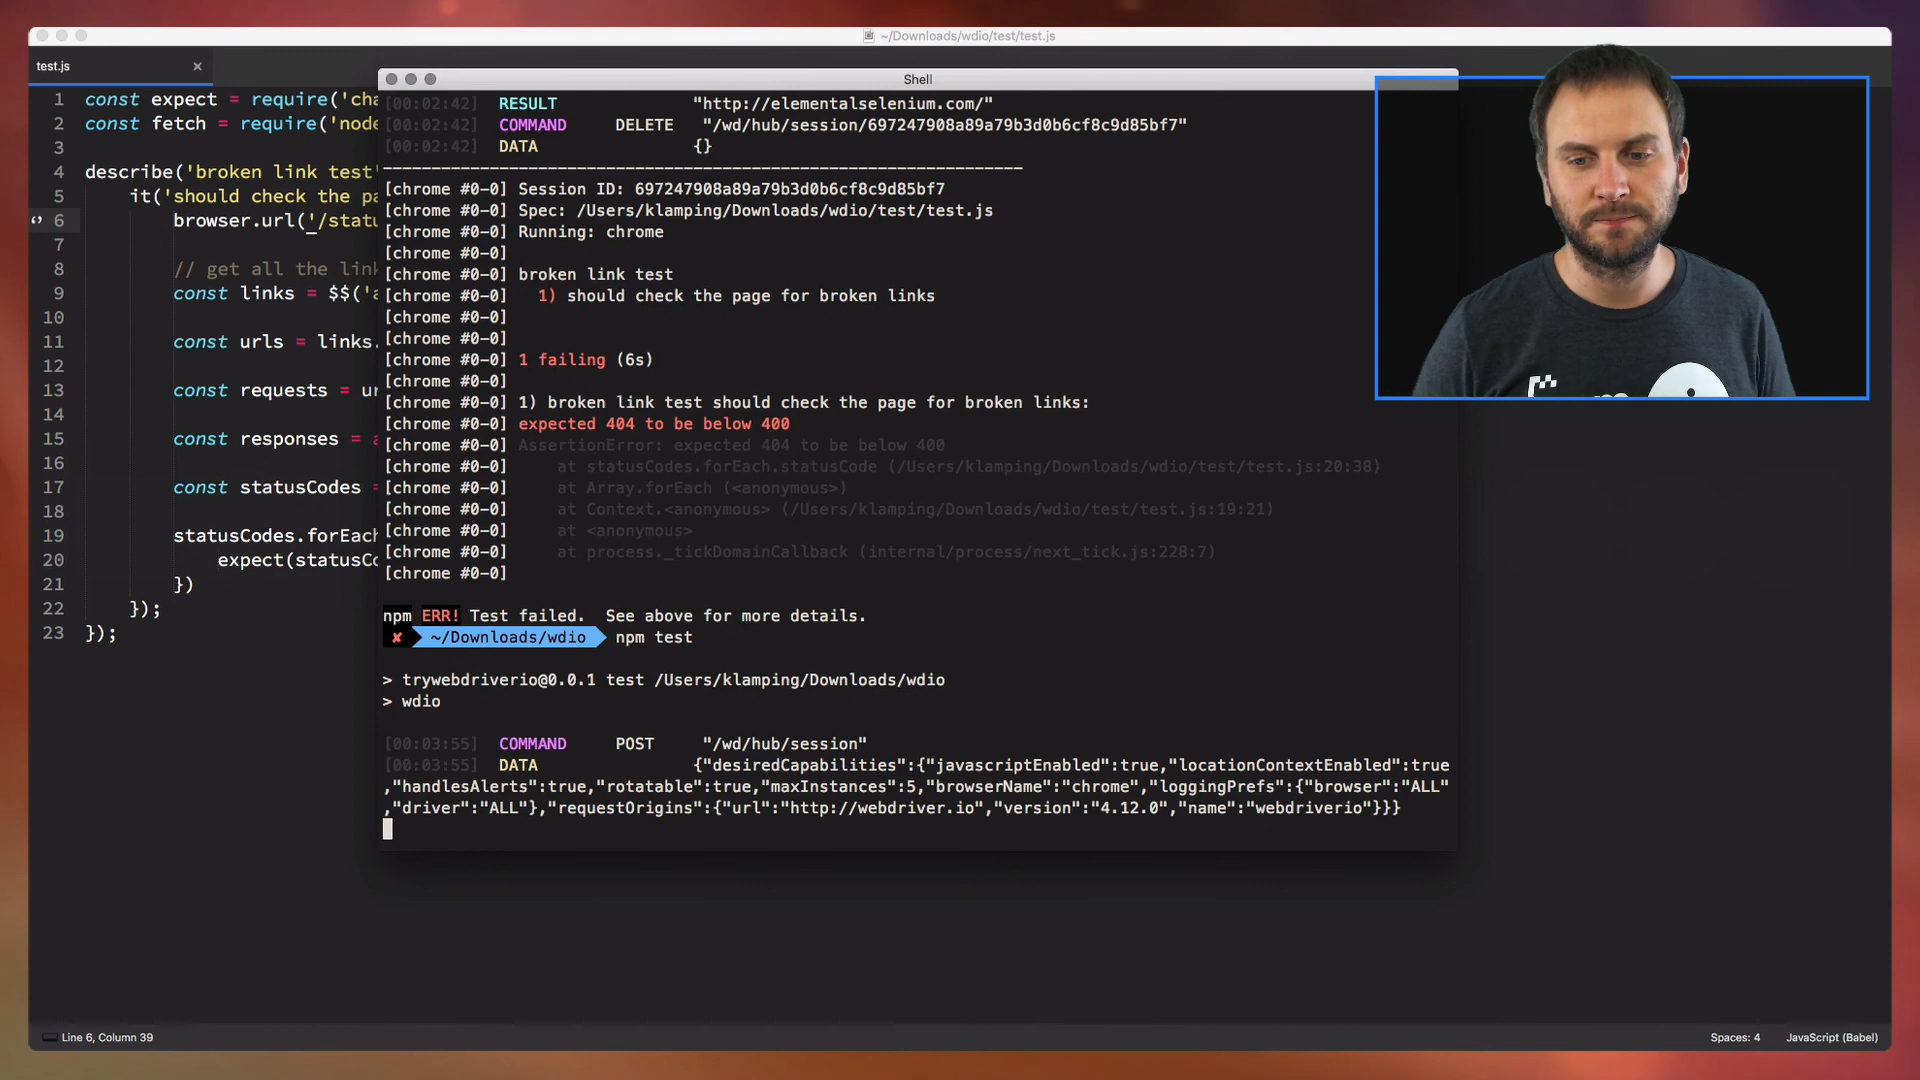 ~/Downloads/wdio/test/test.js
test.js
1 const expect = require('cha
2 const fetch = require('node
3
4 describe('broken link test'
5 it('should check the pa
6 browser.url('/statu
7
8 // get all the link
9 const links = $$('a
10
11 const urls = links.
12
13 const requests = ur
14
15 const responses = a
16
17 const statusCodes =
18
19 statusCodes.forEach
20 expect(statusCo
21 })
22 });
23 });
Shell
[00:02:42] RESULT "http://elementalselenium.com/"
[00:02:42] COMMAND DELETE "/wd/hub/session/697247908a89a79b3d0b6cf8c9d85bf7"
[00:02:42] DATA {}
------------------------------------------------------------------
[chrome #0-0] Session ID: 697247908a89a79b3d0b6cf8c9d85bf7
[chrome #0-0] Spec: /Users/klamping/Downloads/wdio/test/test.js
[chrome #0-0] Running: chrome
[chrome #0-0]
[chrome #0-0] broken link test
[chrome #0-0] 1) should check the page for broken links
[chrome #0-0]
[chrome #0-0]
[chrome #0-0] 1 failing (6s)
[chrome #0-0]
[chrome #0-0] 1) broken link test should check the page for broken links:
[chrome #0-0] expected 404 to be below 400
[chrome #0-0] AssertionError: expected 404 to be below 400
[chrome #0-0] at statusCodes.forEach.statusCode (/Users/klamping/Downloads/wdio/test/test.js:20:38)
[chrome #0-0] at Array.forEach (<anonymous>)
[chrome #0-0] at Context.<anonymous> (/Users/klamping/Downloads/wdio/test/test.js:19:21)
[chrome #0-0] at <anonymous>
[chrome #0-0] at process._tickDomainCallback (internal/process/next_tick.js:228:7)
[chrome #0-0]
npm ERR! Test failed. See above for more details.
✘ ~/Downloads/wdio npm test
> trywebdriverio@0.0.1 test /Users/klamping/Downloads/wdio
> wdio
[00:03:55] COMMAND POST "/wd/hub/session"
[00:03:55] DATA {"desiredCapabilities":{"javascriptEnabled":true,"locationContextEnabled":true
,"handlesAlerts":true,"rotatable":true,"maxInstances":5,"browserName":"chrome","loggingPrefs":{"browser":"ALL"
,"driver":"ALL"},"requestOrigins":{"url":"http://webdriver.io","version":"4.12.0","name":"webdriverio"}}}
Line 6, Column 39
Spaces: 4
JavaScript (Babel)